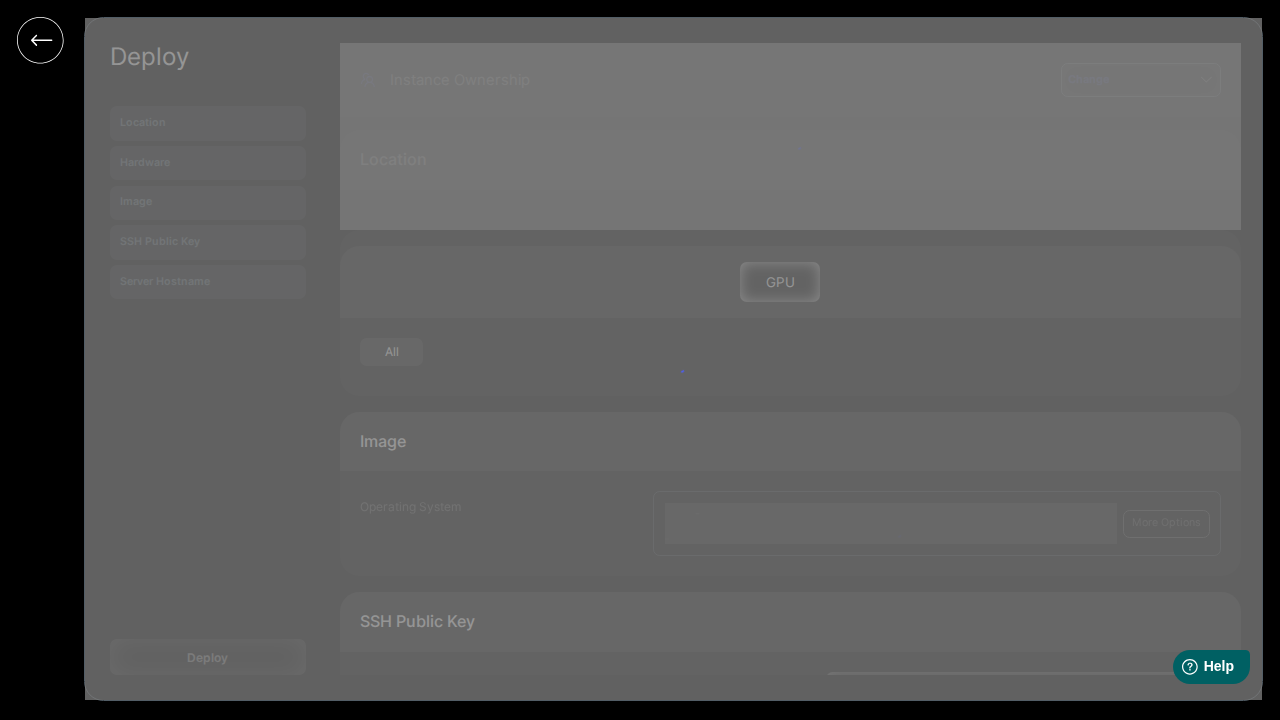 Deploy
Instance Ownership
Location
Location
Hardware
Image
SSH Public Key
Server Hostname
GPU
All
Image
Operating System
More Options
SSH Public Key
Deploy
Help